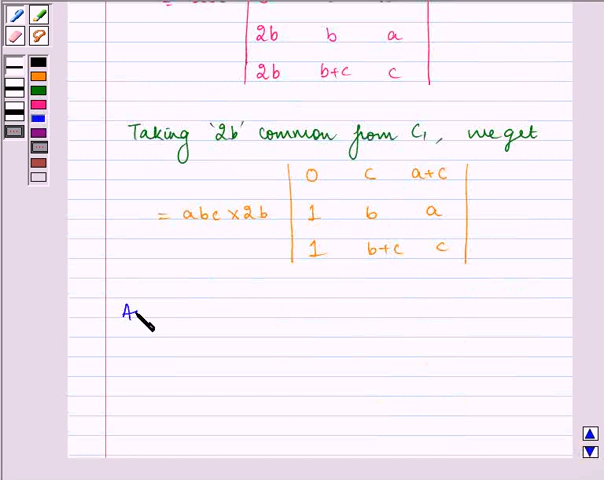 2b b a
2b b+c c
Taking '2b' common from C₁, we get
0 c a+c
= abc × 2b 1 b a
1 b+c c
A